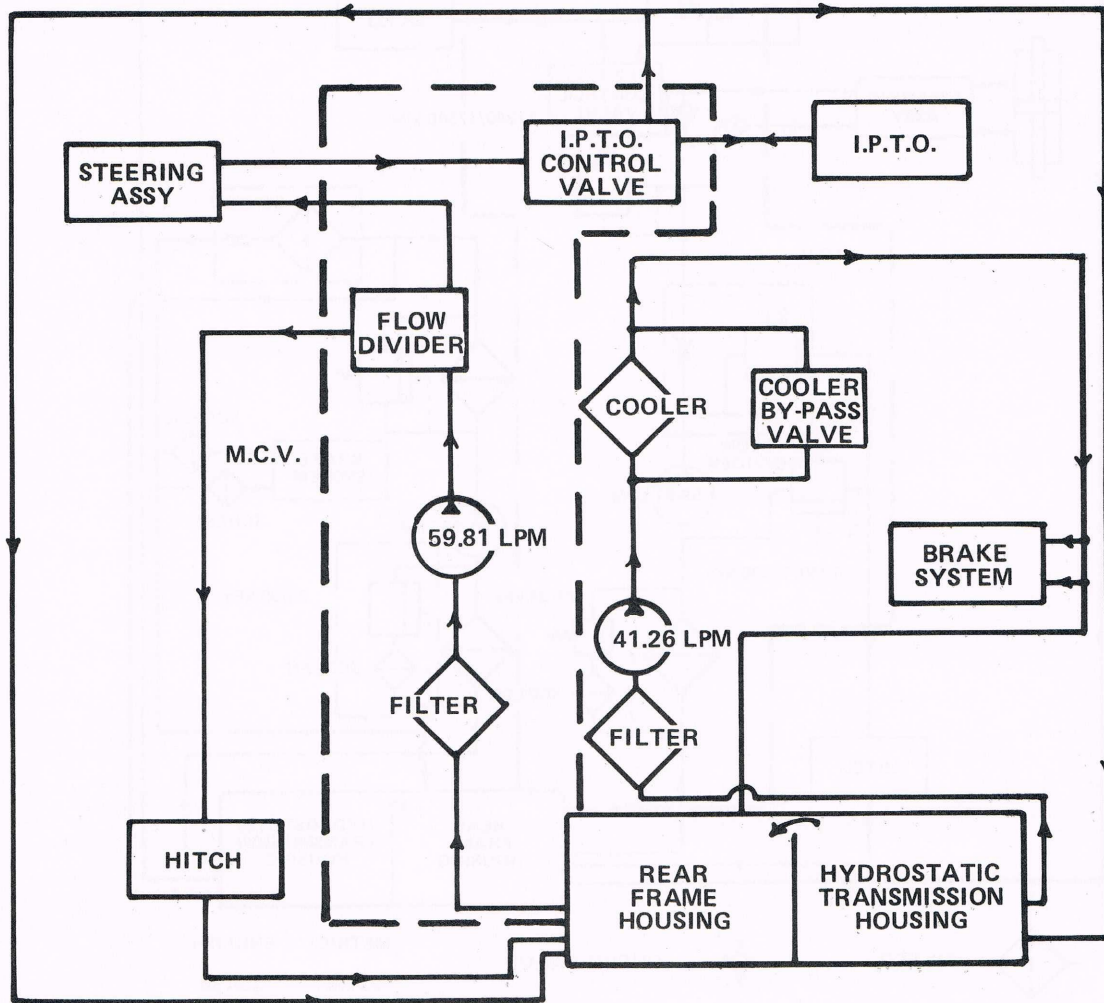 I.P.T.O.
CONTROL
VALVE
I.P.T.O.
STEERING
ASSY
FLOW
DIVIDER
COOLER
COOLER
BY-PASS
VALVE
M.C.V.
59.81 LPM
BRAKE
SYSTEM
41.26 LPM
FILTER
FILTER
HITCH
REAR
FRAME
HOUSING
HYDROSTATIC
TRANSMISSION
HOUSING